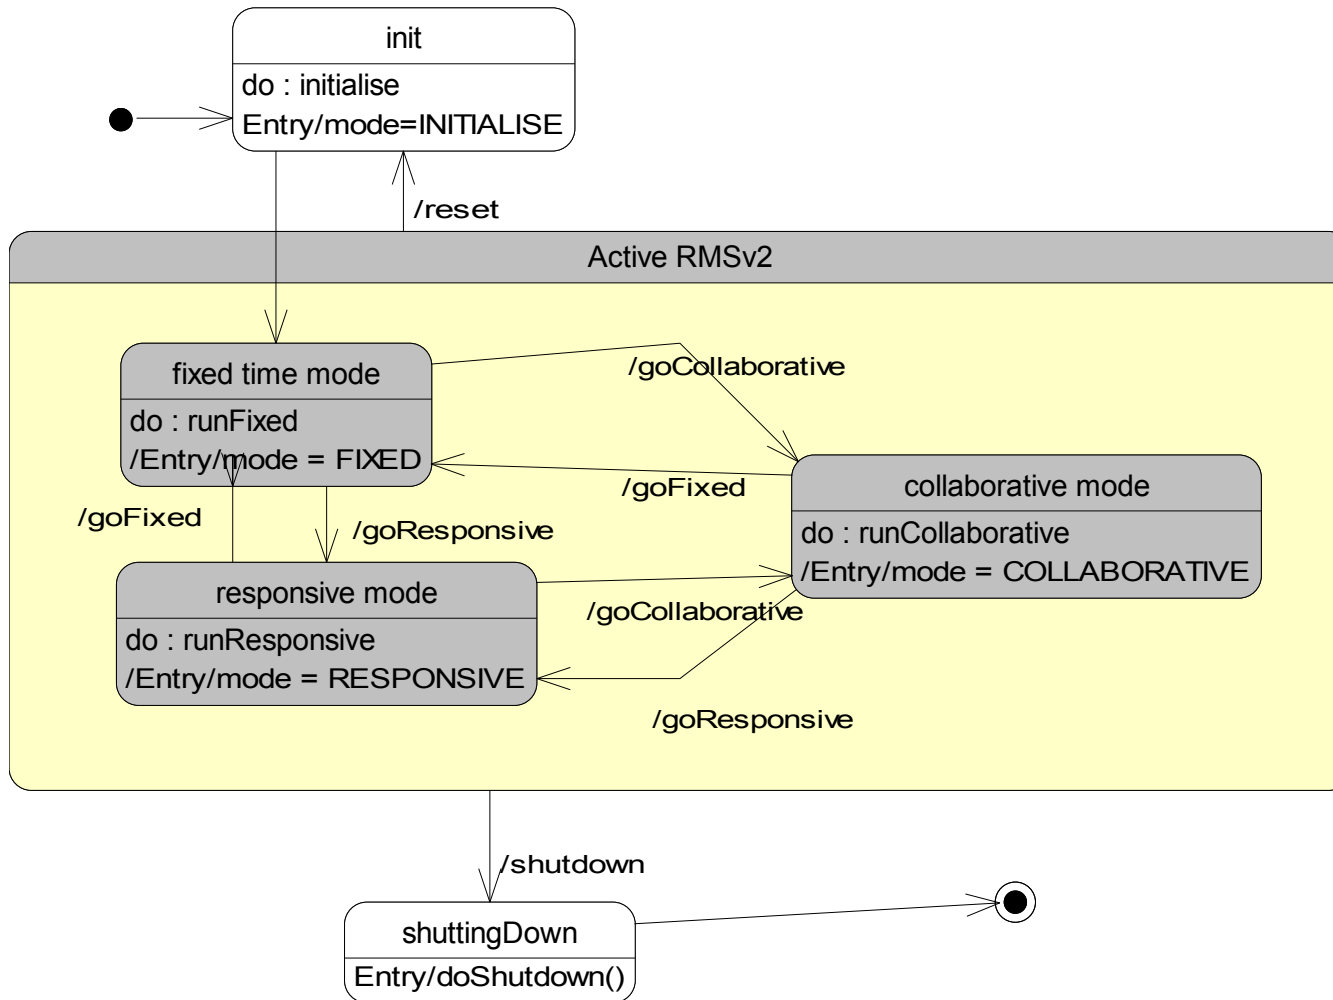 init
do : initialise
Entry/mode=INITIALISE
/reset
Active RMSv2
fixed time mode
do : runFixed
/Entry/mode = FIXED
/goCollaborative
/goFixed
collaborative mode
do : runCollaborative
/Entry/mode = COLLABORATIVE
/goFixed
/goResponsive
responsive mode
do : runResponsive
/Entry/mode = RESPONSIVE
/goCollaborative
/goResponsive
/shutdown
shuttingDown
Entry/doShutdown()